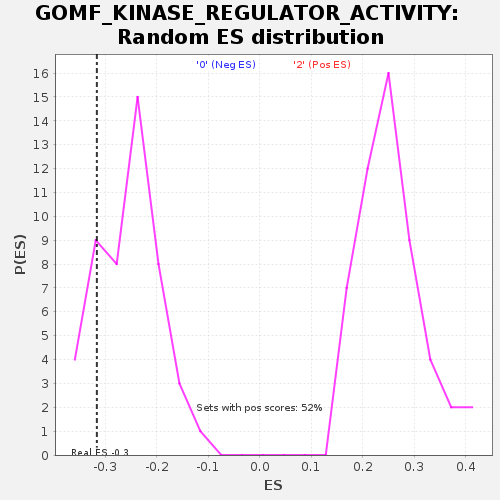 GOMF_KINASE_REGULATOR_ACTIVITY:
Random ES distribution
'0' (Neg ES)
'2' (Pos ES)
16
15
14
13
12
11
10
9
8
7
6
5
4
3
2
1
0
P(ES)
Sets with pos scores: 52%
Real ES -0.3
-0.3 -0.2 -0.1 0.0 0.1 0.2 0.3 0.4
ES